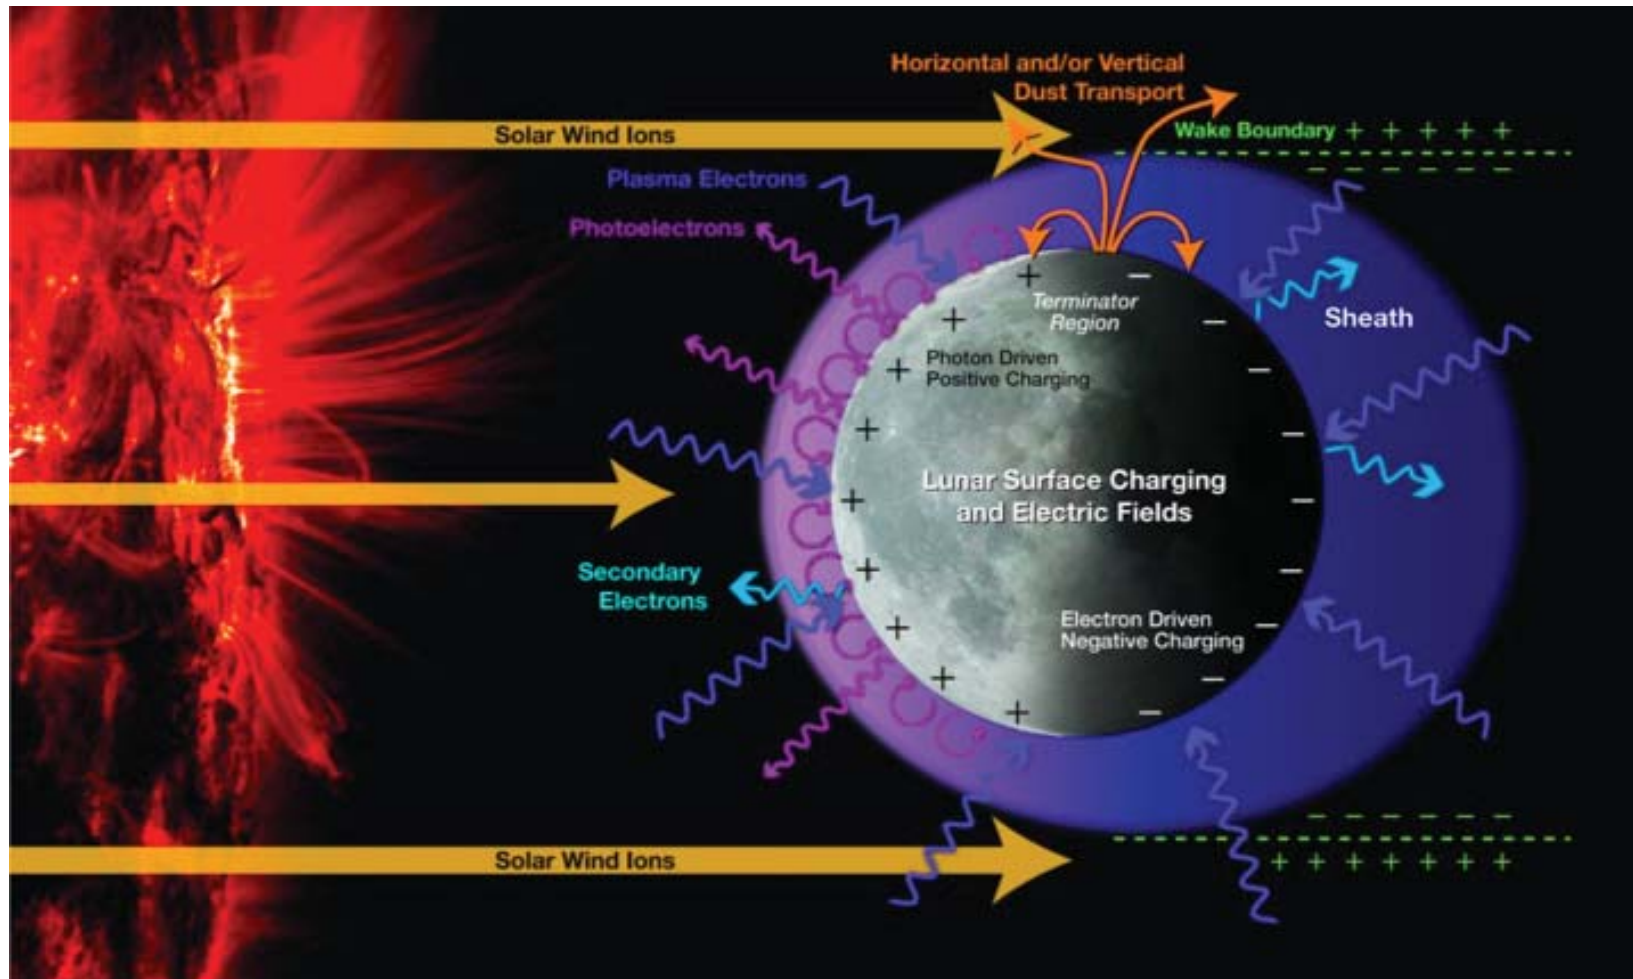 Horizontal and/or Vertical
Dust Transport
Solar Wind Ions
Wake Boundary + + + + +
– – – – – –
Plasma Electrons
Photoelectrons
+
–
Terminator
Region
Sheath
+
–
Photon Driven
Positive Charging
+
–
+
–
Lunar Surface Charging
and Electric Fields
+
–
Secondary
Electrons
+
–
Electron Driven
Negative Charging
+
–
+
–
+
–
– – – – – –
Solar Wind Ions
+ + + + + + +